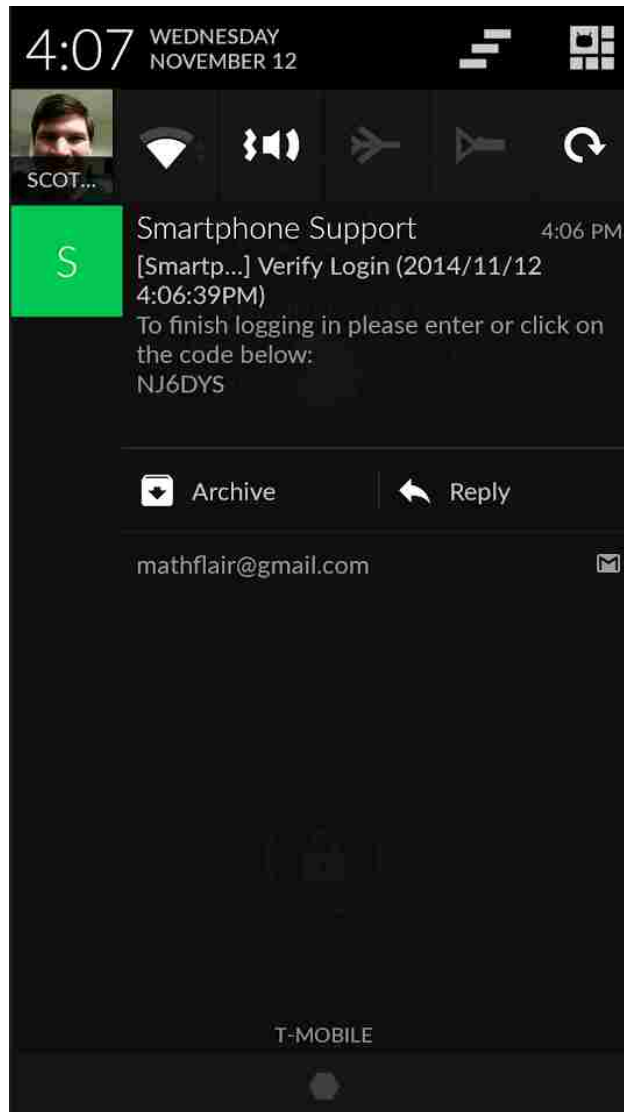 4:07
WEDNESDAY
NOVEMBER 12
SCOT...
S
Smartphone Support
4:06 PM
[Smartp...] Verify Login (2014/11/12
4:06:39PM)
To finish logging in please enter or click on
the code below:
NJ6DYS
Archive
Reply
mathflair@gmail.com
T-MOBILE